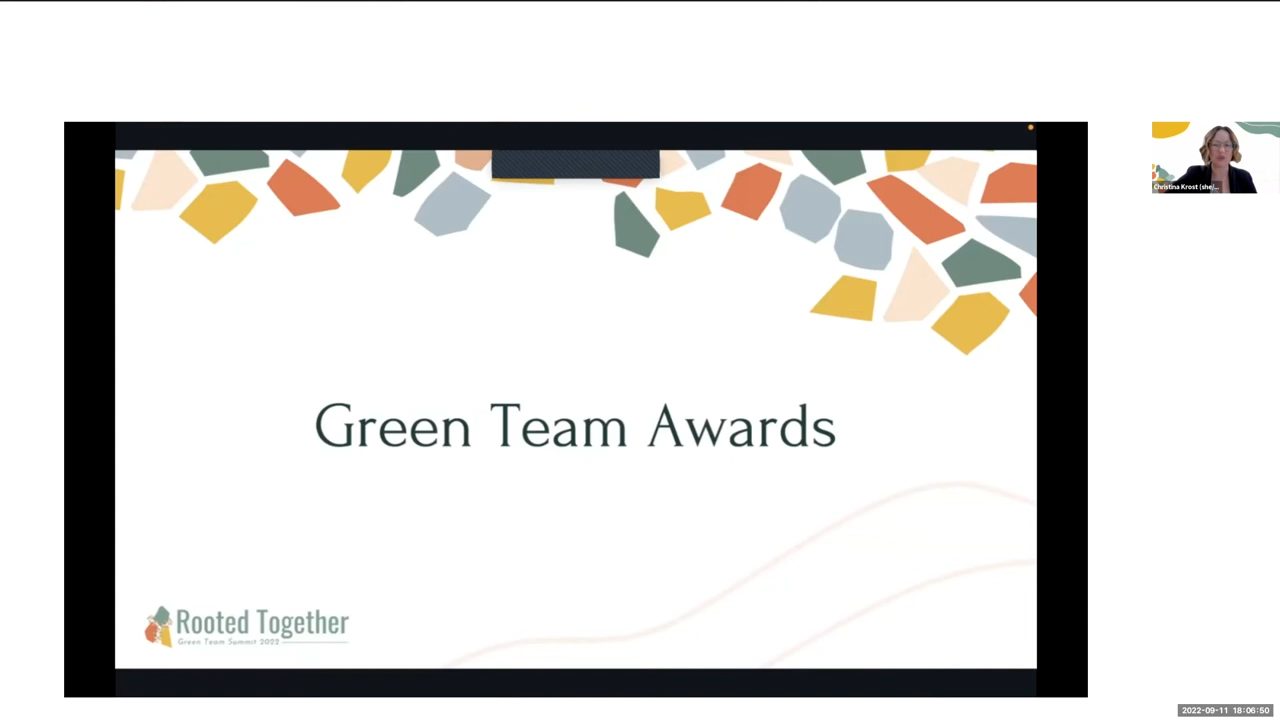 Green Team Awards
Rooted Together
Green Team Summit 2022
Christina Krost (she/...
2022-09-11 18:06:50